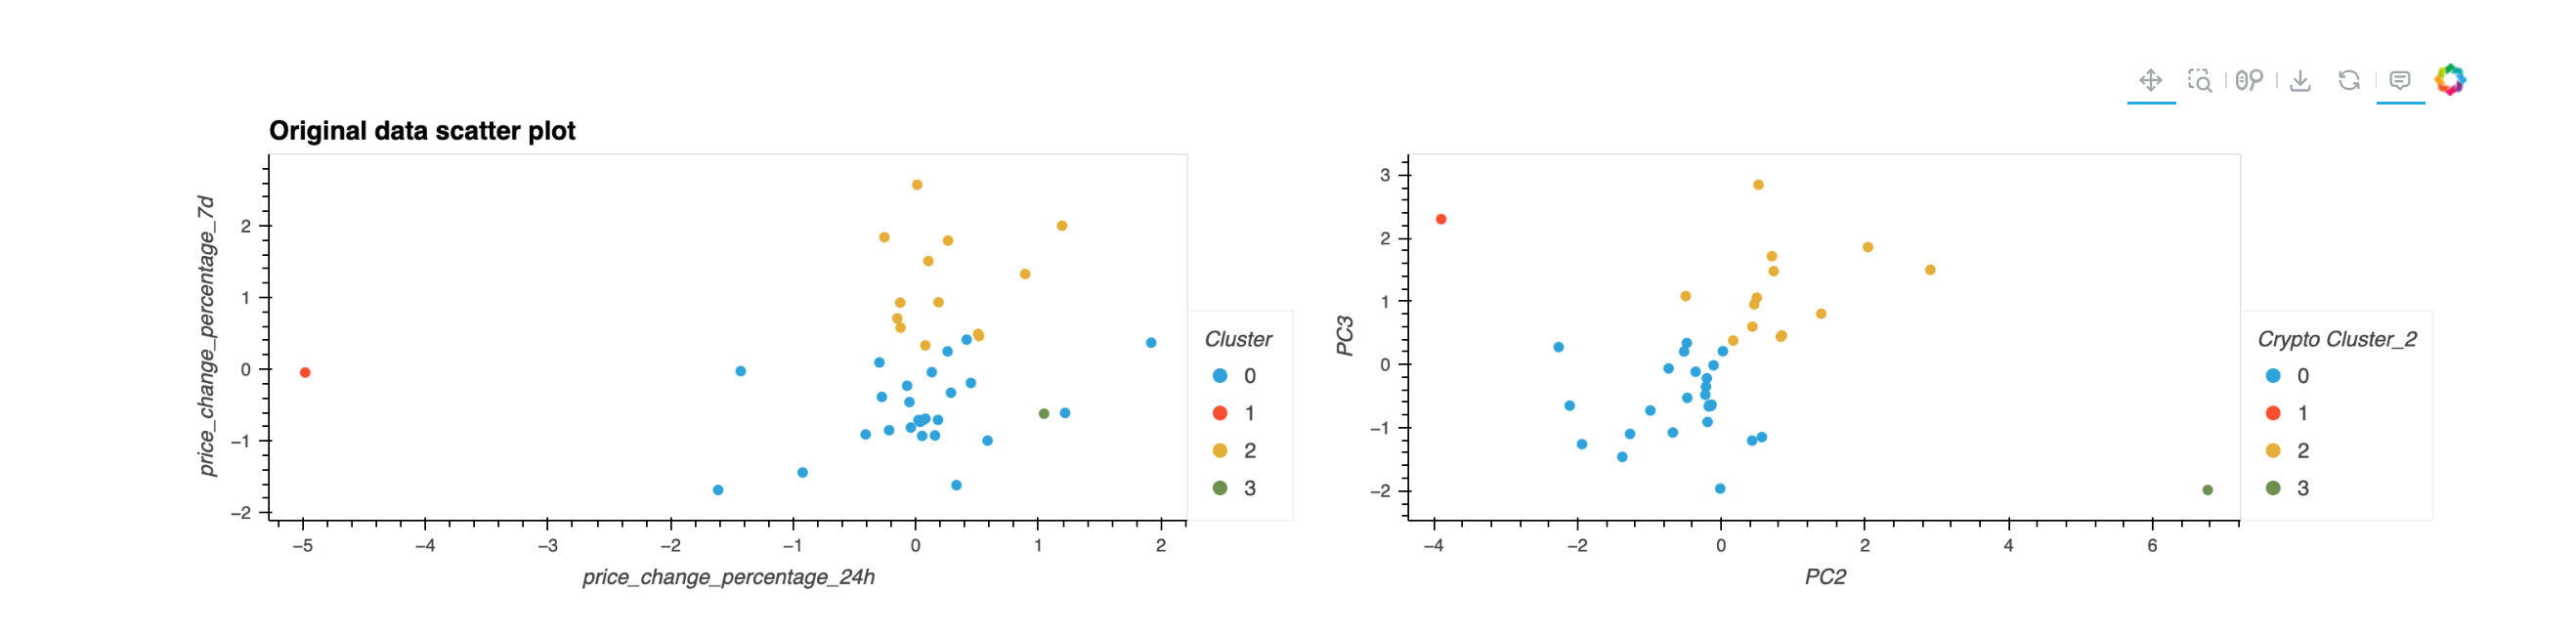 Original data scatter plot
price_change_percentage_7d
2
1
0
−1
−2
−5 −4 −3 −2 −1 0 1 2
price_change_percentage_24h
Cluster
0
1
2
3
PC3
3
2
1
0
−1
−2
−4 −2 0 2 4 6
PC2
Crypto Cluster_2
0
1
2
3